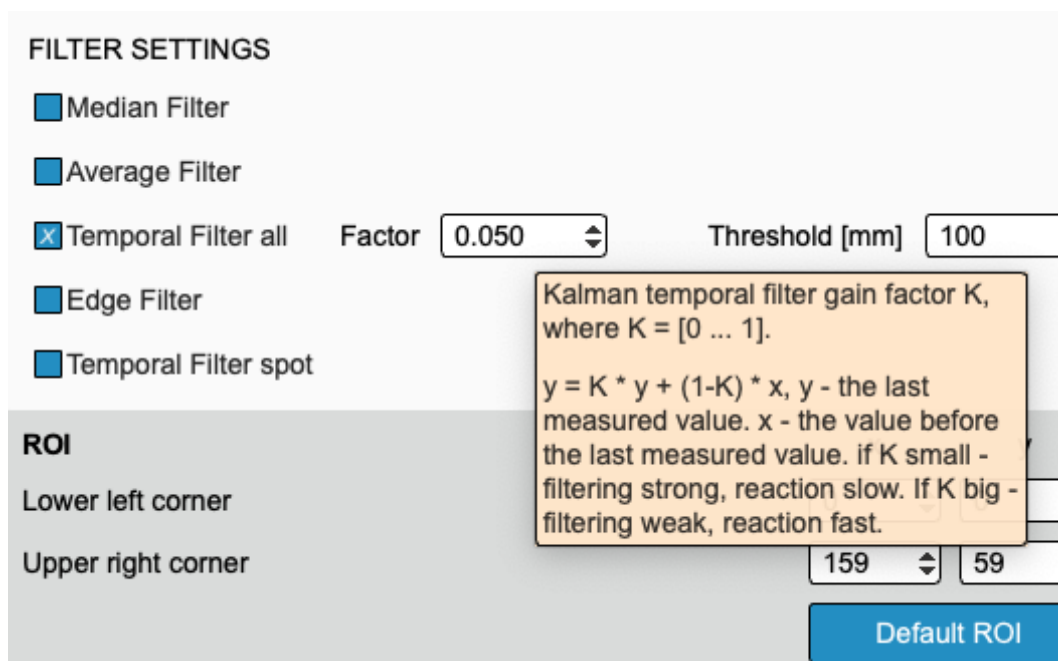 FILTER SETTINGS
Median Filter
Average Filter
x Temporal Filter all Factor 0.050 Threshold [mm] 100
Edge Filter
Temporal Filter spot
Kalman temporal filter gain factor K,
where K = [0 ... 1].
y = K * y + (1-K) * x, y - the last
measured value. x - the value before
the last measured value. if K small -
filtering strong, reaction slow. If K big -
filtering weak, reaction fast.
ROI
Lower left corner
Upper right corner 159 59
Default ROI